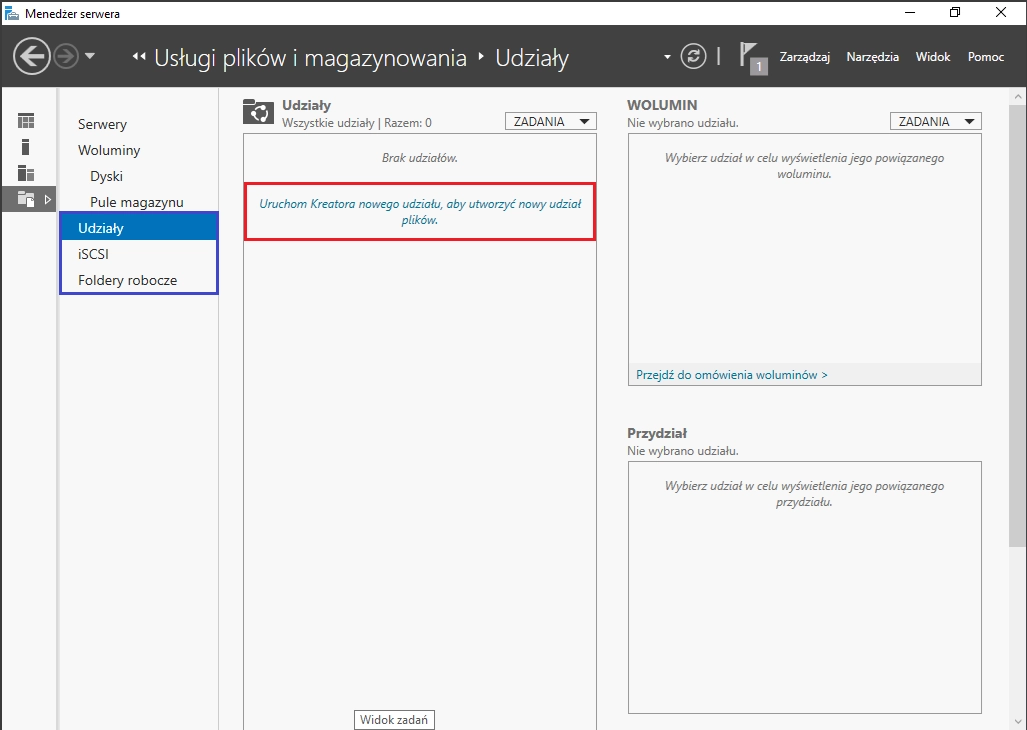 Menedżer serwera
Usługi plików i magazynowania
Udziały
1
Zarządzaj
Narzędzia
Widok
Pomoc
Serwery
Woluminy
Dyski
Pule magazynu
Udziały
iSCSI
Foldery robocze
Udziały
Wszystkie udziały | Razem: 0
ZADANIA
Brak udziałów.
Uruchom Kreatora nowego udziału, aby utworzyć nowy udział
plików.
Widok zadań
WOLUMIN
Nie wybrano udziału.
ZADANIA
Wybierz udział w celu wyświetlenia jego powiązanego
woluminu.
Przejdź do omówienia woluminów >
Przydział
Nie wybrano udziału.
Wybierz udział w celu wyświetlenia jego powiązanego
przydziału.